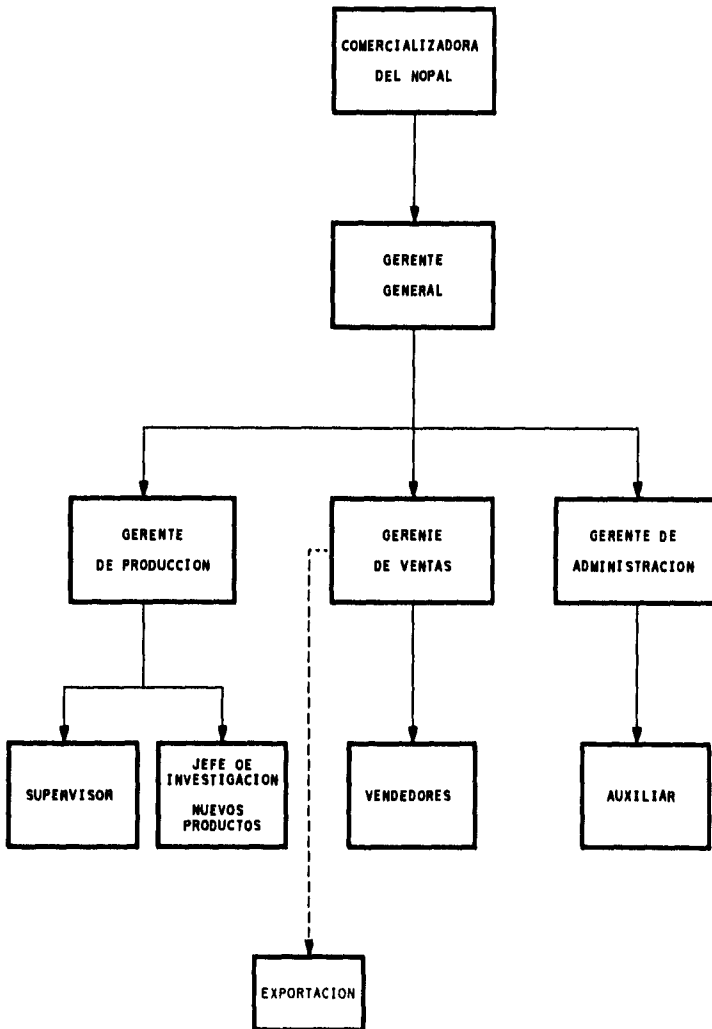 COMERCIALIZADORA
DEL NOPAL
GERENTE
GENERAL
GERENTE
DE PRODUCCION
GERENIE
DE VENTAS
GERENTE DE
ADMINISTRACION
SUPERVISOR
JEFE DE
INVESTIGACION
NUEVOS
PRODUCTOS
VENDEDORES
AUXILIAR
EXPORTACION